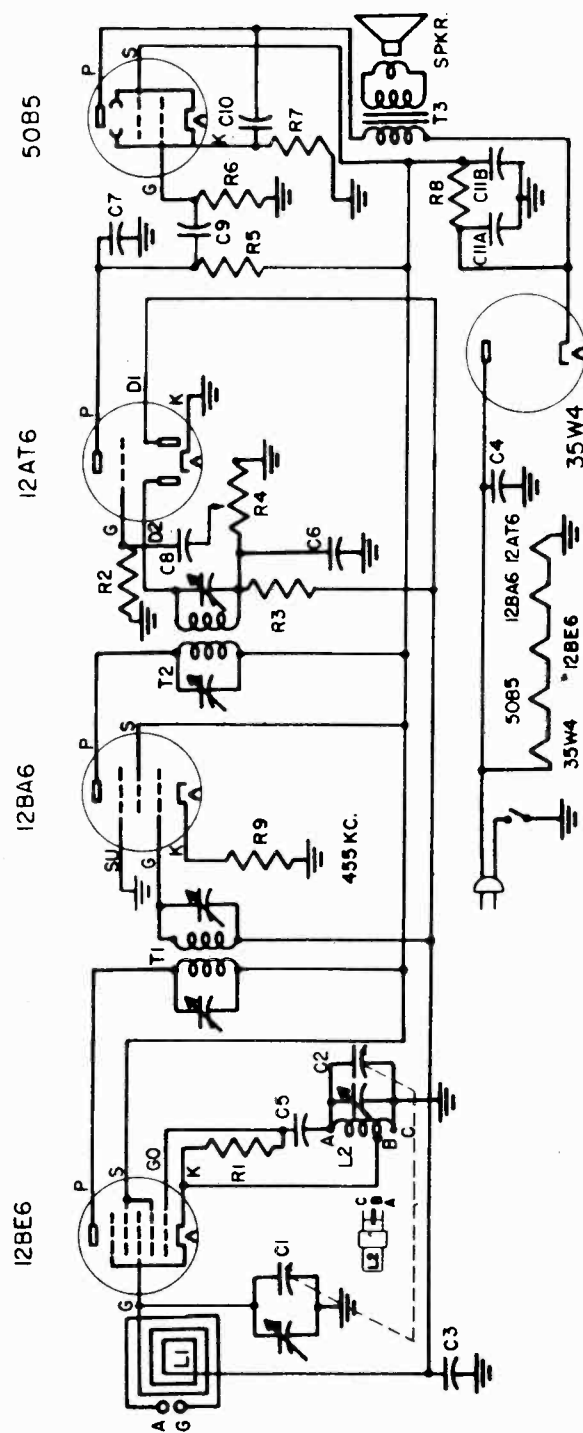 12BE6
12BA6
12AT6
50B5
P
S
GO
K
G
L1
A
G
C1
R1
C5
A
L2
B
C
C2
L2
C
B
A
C3
T1
P
S
SU
G
K
R9
455 KC.
T2
P
G
R2
D2
C8
R4
R3
C6
D1
K
P
S
G
K
C7
C9
R5
R6
C10
R7
T3
SPKR.
R8
C11A
C11B
35W4
C4
50B5 12BA6 12AT6
35W4 "12BE6